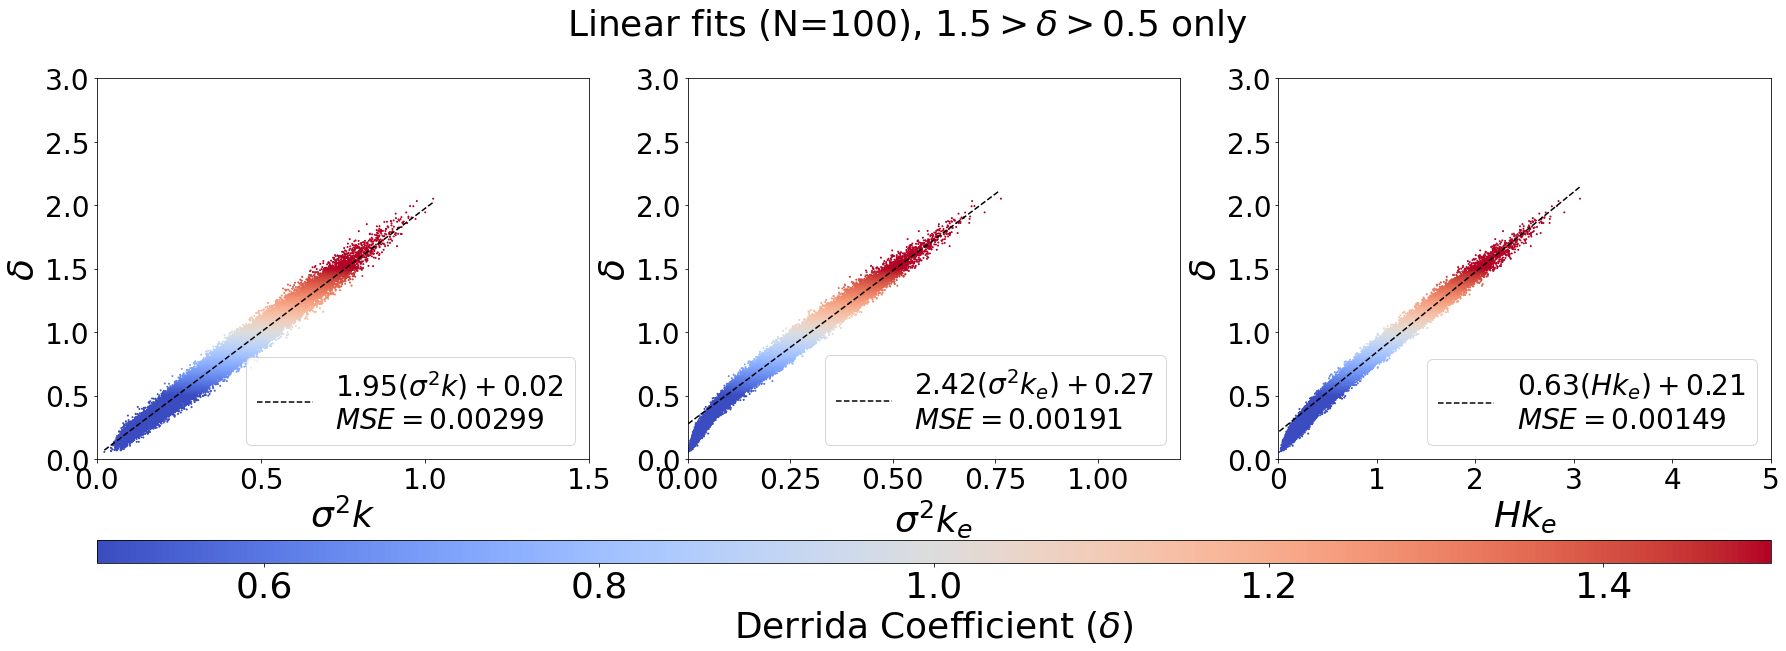 Linear fits (N=100), 1.5 > δ > 0.5 only
3.0
2.5
2.0
1.5
1.0
0.5
0.0
δ
0.0 0.5 1.0 1.5
σ²k
1.95(σ²k) + 0.02
MSE = 0.00299
3.0
2.5
2.0
1.5
1.0
0.5
0.0
δ
0.00 0.25 0.50 0.75 1.00
σ²kₑ
2.42(σ²kₑ) + 0.27
MSE = 0.00191
3.0
2.5
2.0
1.5
1.0
0.5
0.0
δ
0 1 2 3 4 5
Hkₑ
0.63(Hkₑ) + 0.21
MSE = 0.00149
0.6 0.8 1.0 1.2 1.4
Derrida Coefficient (δ)